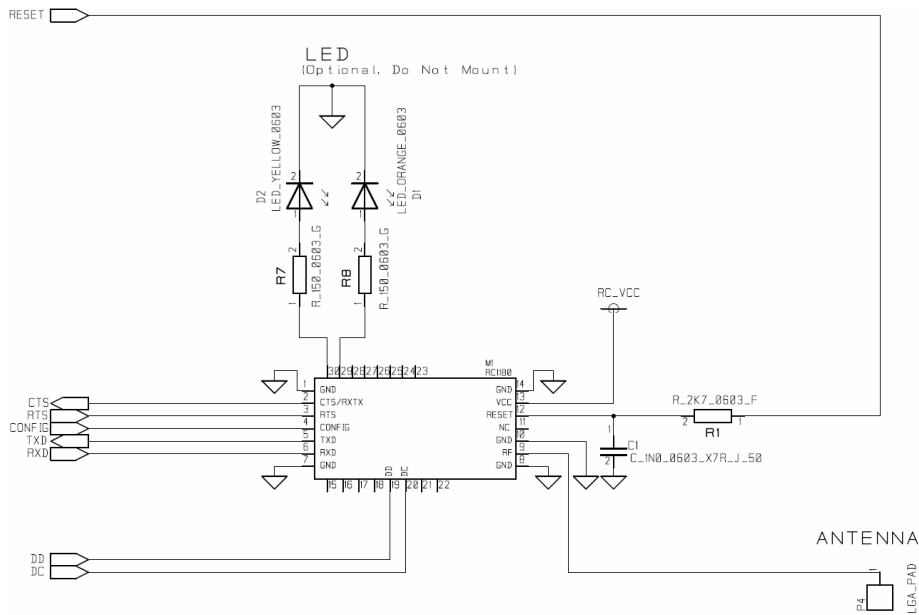 RESET
LED
(Optional. Do Not Mount)
2
D2
LED_YELLOW_0603
1
2
LED_ORANGE_0603
D1
1
2
R7
R_150_0603_G
1
2
R8
R_150_0603_G
1
RC_VCC
30 29 28 27 26 25 24 23
M1
RC1180
1 GND
2 CTS/RXTX
3 RTS
4 CONFIG
5 TXD
6 RXD
7 GND
GND 14
VCC 13
RESET 12
NC 11
GND 10
RF 9
GND 8
DD
DC
15 16 17 18 19 20 21 22
CTS
RTS
CONFIG
TXD
RXD
R_2K7_0603_F
2
R1
1
1
C1
2
C_1N0_0603_X7R_J_50
DD
DC
ANTENNA
1
P4
LGA_PAD